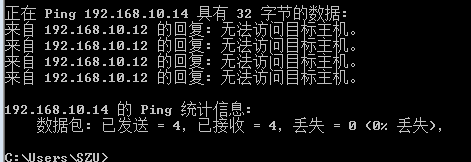 正在 Ping 192.168.10.14 具有 32 字节的数据:
来自 192.168.10.12 的回复: 无法访问目标主机。
来自 192.168.10.12 的回复: 无法访问目标主机。
来自 192.168.10.12 的回复: 无法访问目标主机。
来自 192.168.10.12 的回复: 无法访问目标主机。
192.168.10.14 的 Ping 统计信息:
数据包: 已发送 = 4, 已接收 = 4, 丢失 = 0 (0% 丢失),
C:\Users\SZU>